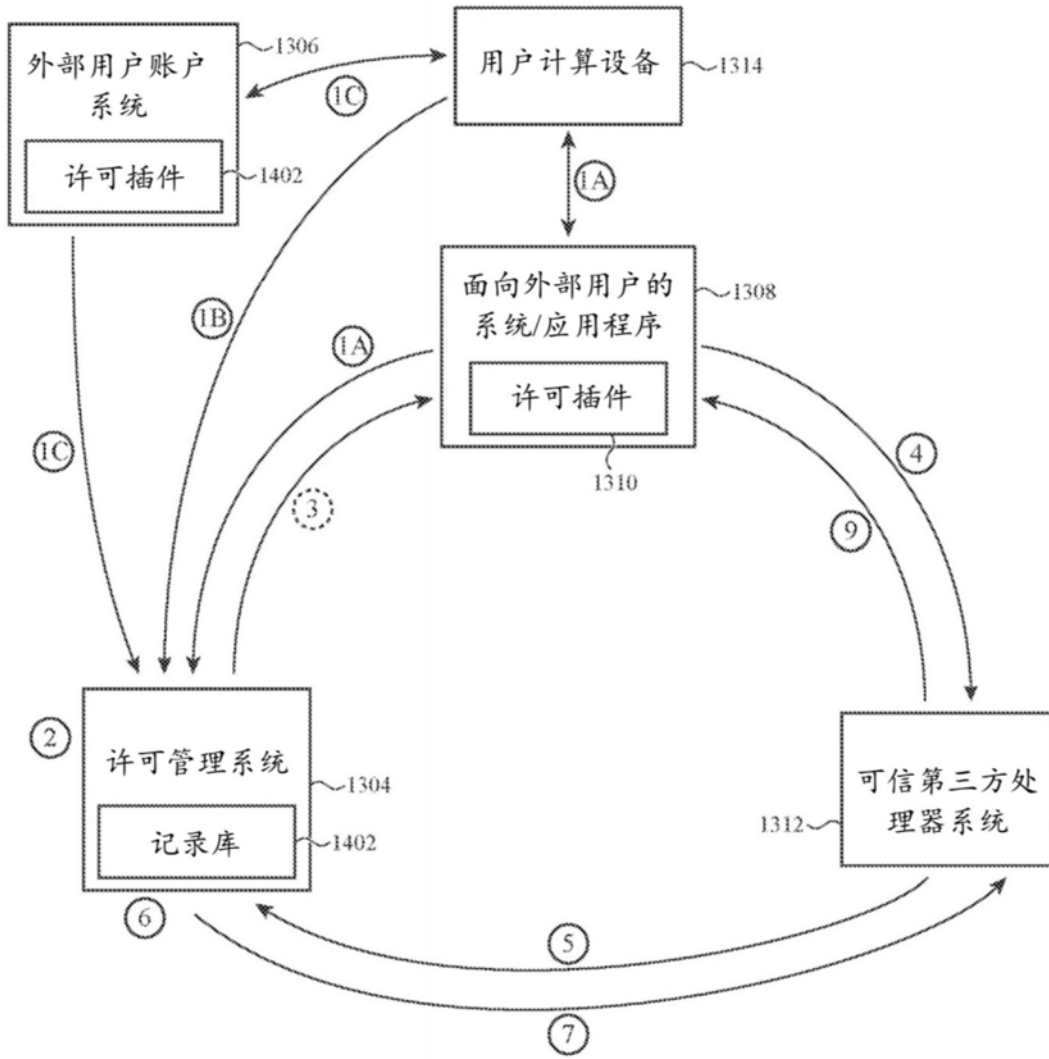 外部用户账户
系统
1306
许可插件
1402
用户计算设备
1314
1C
1A
面向外部用户的
系统/应用程序
1308
许可插件
1310
1B
1A
1C
3
4
9
2
许可管理系统
1304
记录库
1402
可信第三方处
理器系统
1312
6
5
7